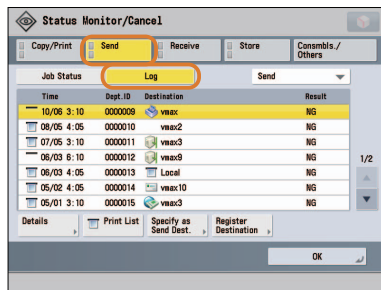 Status Monitor/Cancel
Copy/Print Send Receive Store Consmbls./
Others
Job Status Log Send
Time Dept.ID Destination Result
10/06 3:10 0000009 vmax NG
08/05 4:05 0000010 vmax2 NG
07/05 3:10 0000011 vmax3 NG
06/03 6:10 0000012 vmax9 NG
06/03 4:05 0000013 Local NG
05/02 4:05 0000014 vmax10 NG
05/01 3:10 0000015 vmax3 NG
1/2
Details Print List Specify as
Send Dest. Register
Destination
OK